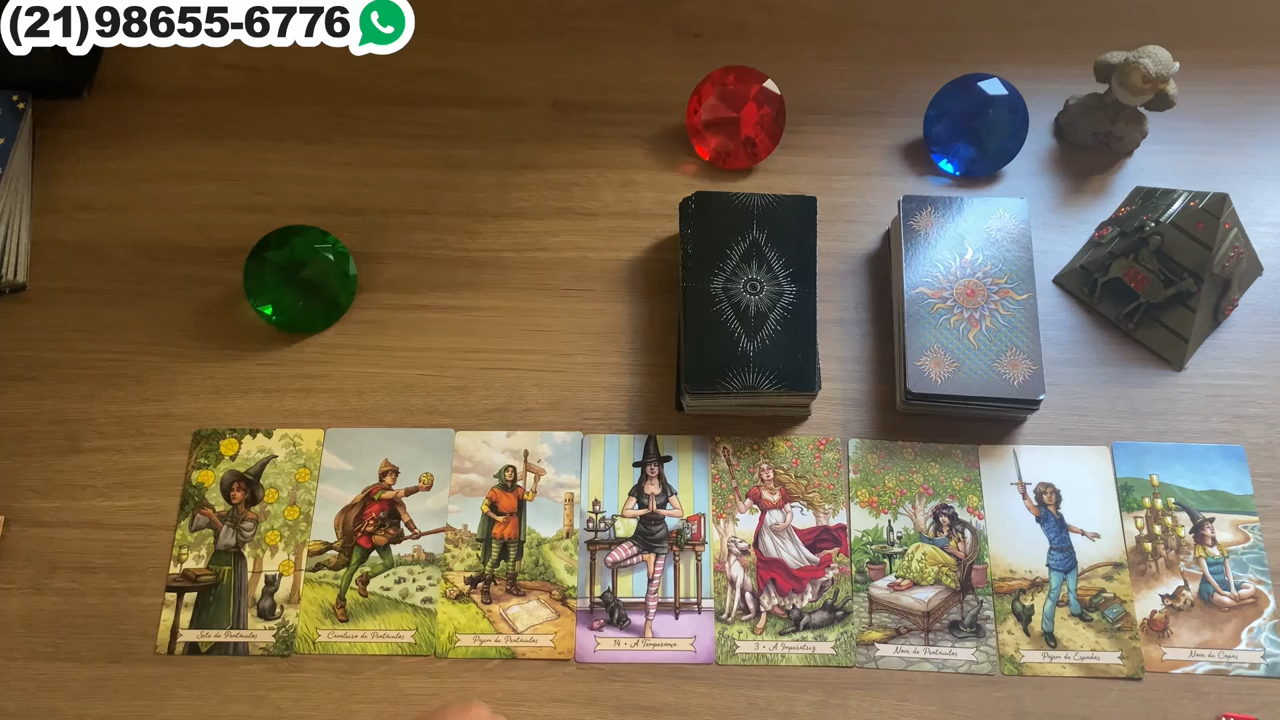 (21)98655-6776
Sete de Pentáculos
Cavaleiro de Pentáculos
Pajem de Pentáculos
14 • A Temperança
3 • A Imperatriz
Nove de Pentáculos
Pajem de Espadas
Nove de Copas